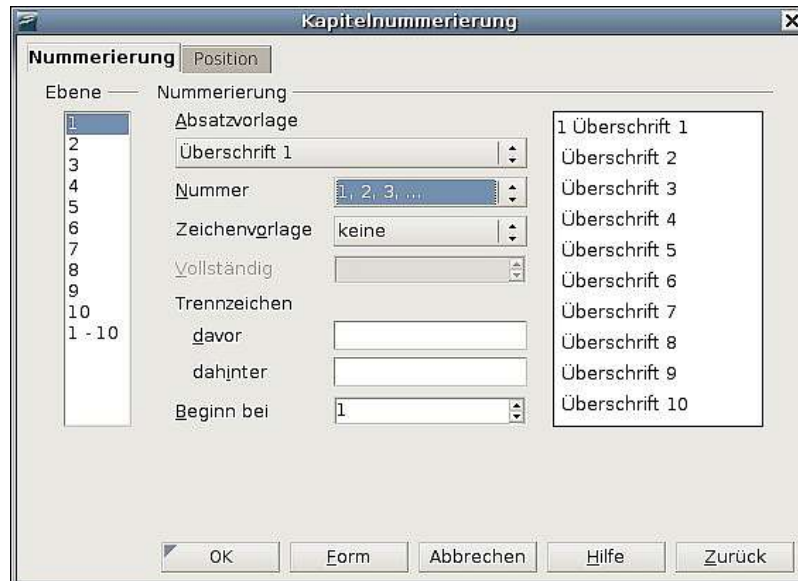 Kapitelnummerierung
Nummerierung Position
Ebene
1
2
3
4
5
6
7
8
9
10
1 - 10
Nummerierung
Absatzvorlage
Überschrift 1
Nummer 1, 2, 3, ...
Zeichenvorlage keine
Vollständig
Trennzeichen
davor
dahinter
Beginn bei 1
1 Überschrift 1
Überschrift 2
Überschrift 3
Überschrift 4
Überschrift 5
Überschrift 6
Überschrift 7
Überschrift 8
Überschrift 9
Überschrift 10
OK Form Abbrechen Hilfe Zurück